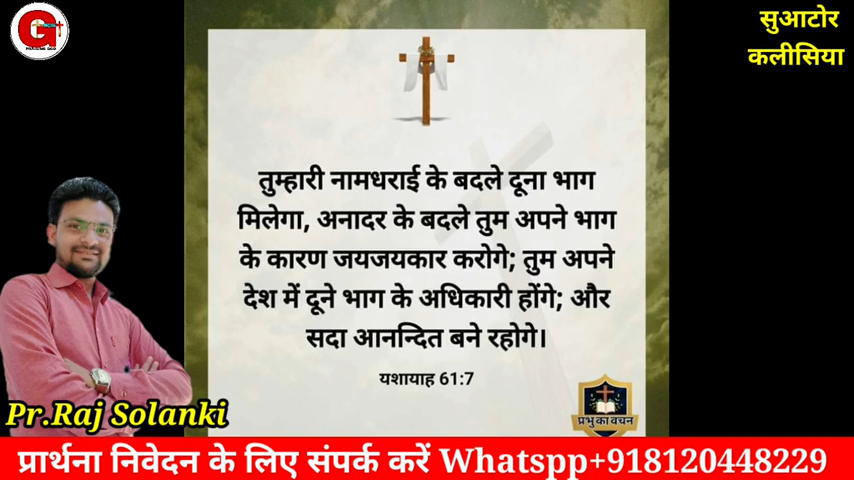 सुआटोर
कलीसिया
तुम्हारी नामधराई के बदले दूना भाग
मिलेगा, अनादर के बदले तुम अपने भाग
के कारण जयजयकार करोगे; तुम अपने
देश में दूने भाग के अधिकारी होंगे; और
सदा आनन्दित बने रहोगे।
यशायाह 61:7
प्रभु का वचन
Pr.Raj Solanki
प्रार्थना निवेदन के लिए संपर्क करें Whatspp+918120448229